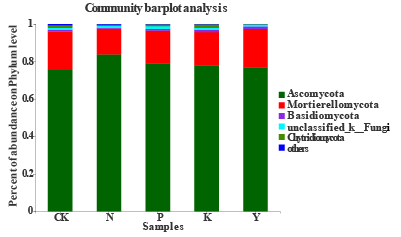 Community barplot analysis
Percent of abundance on Phylum level
1
0.8
0.6
0.4
0.2
0
CK N P K Y
Samples
Ascomycota
Mortierellomycota
Basidiomycota
unclassified_k__Fungi
Chytridiomycota
others